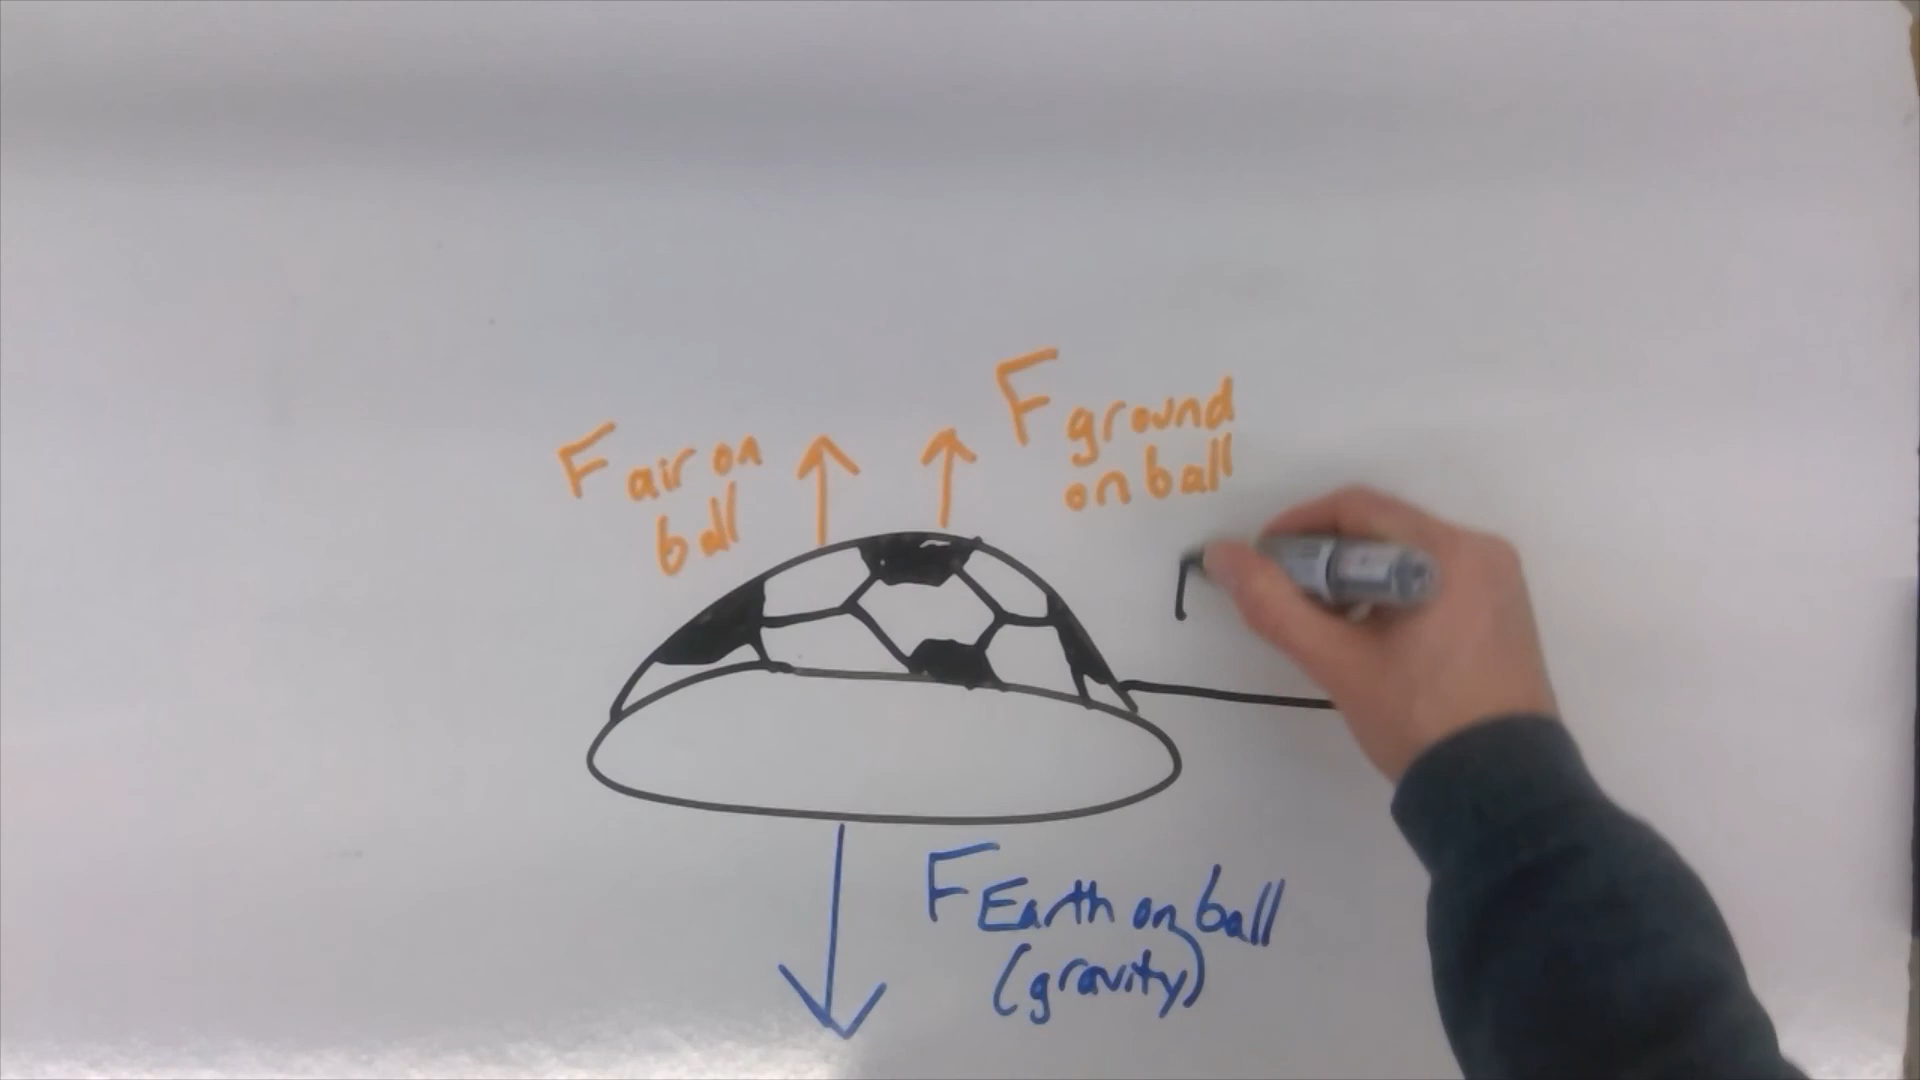 F ground
on ball
F air on
ball
F Earth on ball
(gravity)